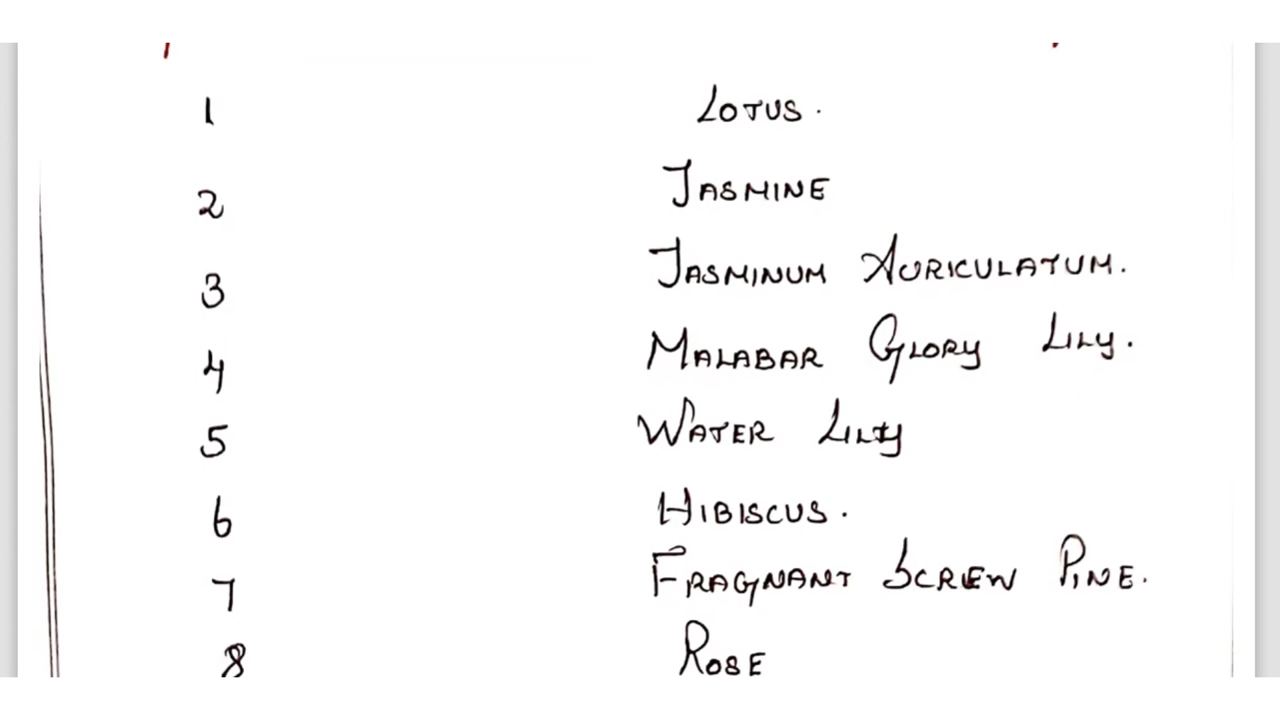 1 LOTUS.
2 JASMINE
3 JASMINUM AURICULATUM.
4 MALABAR GLORY LILY.
5 WATER LILY
6 HIBISCUS.
7 FRAGNANT SCREW PINE.
8 ROSE